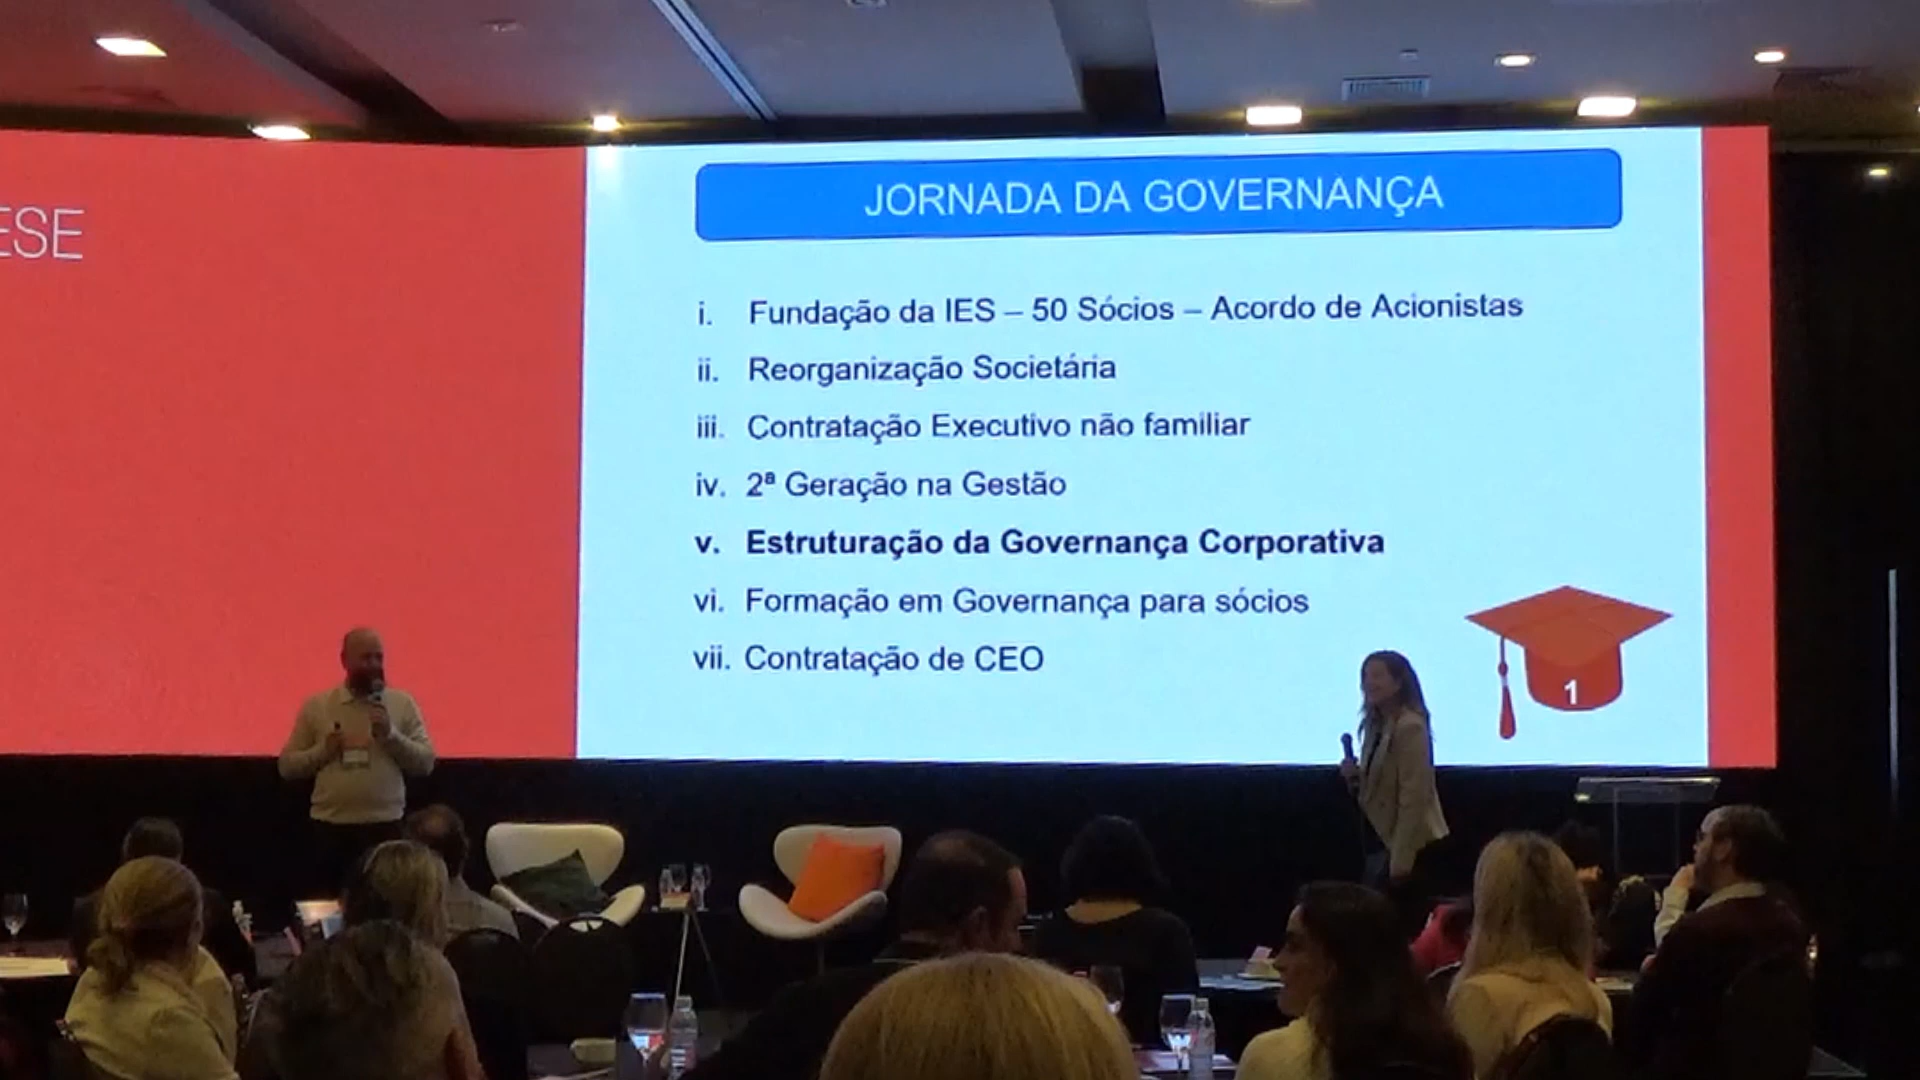 ESE
JORNADA DA GOVERNANÇA
i. Fundação da IES – 50 Sócios – Acordo de Acionistas
ii. Reorganização Societária
iii. Contratação Executivo não familiar
iv. 2ª Geração na Gestão
v. Estruturação da Governança Corporativa
vi. Formação em Governança para sócios
vii. Contratação de CEO
1